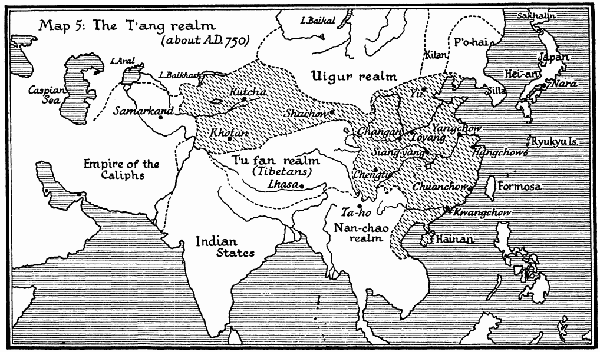 Map 5: The T'ang realm
(about A.D. 750)
L. Baikal
Sakhalin
P'o-hai
Kitan
Japan
Hei-an
Nara
Silla
L. Aral
L. Balkhash
Uigur realm
Caspian
Sea
Kutcha
Samarkand
Shachou
Yu
Khotan
Changan
Loyang
Yangchow
Ryukyu Is.
Siangyang
Hangchow
Empire of the
Caliphs
Tu fan realm
(Tibetans)
Lhasa
Chengtu
Chuanchow
Formosa
Ta-ho
Kwangchow
Nan-chao
realm
Hainan
Indian
States